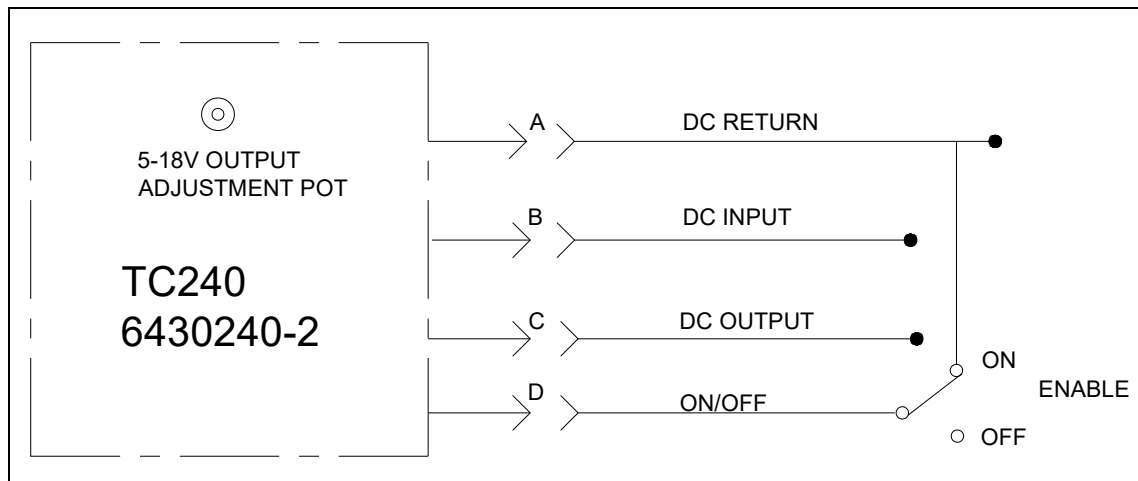 A DC RETURN
5-18V OUTPUT
ADJUSTMENT POT
B DC INPUT
TC240
6430240-2
C DC OUTPUT
ON
ENABLE
D ON/OFF
OFF